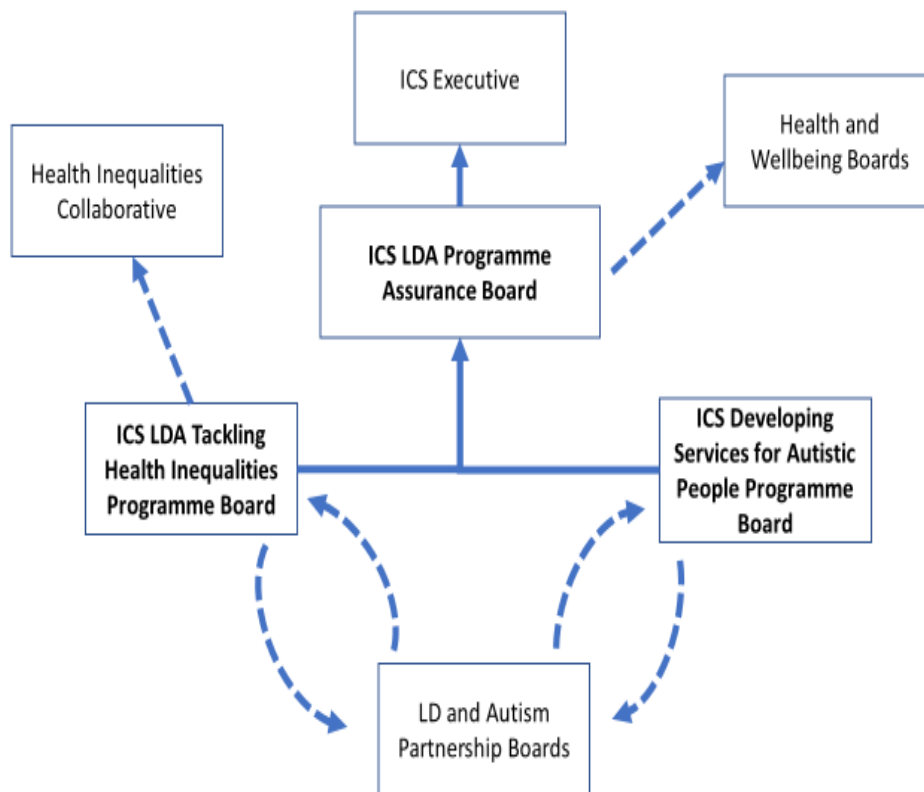 ICS Executive
Health and
Wellbeing Boards
Health Inequalities
Collaborative
ICS LDA Programme
Assurance Board
ICS LDA Tackling
Health Inequalities
Programme Board
ICS Developing
Services for Autistic
People Programme
Board
LD and Autism
Partnership Boards